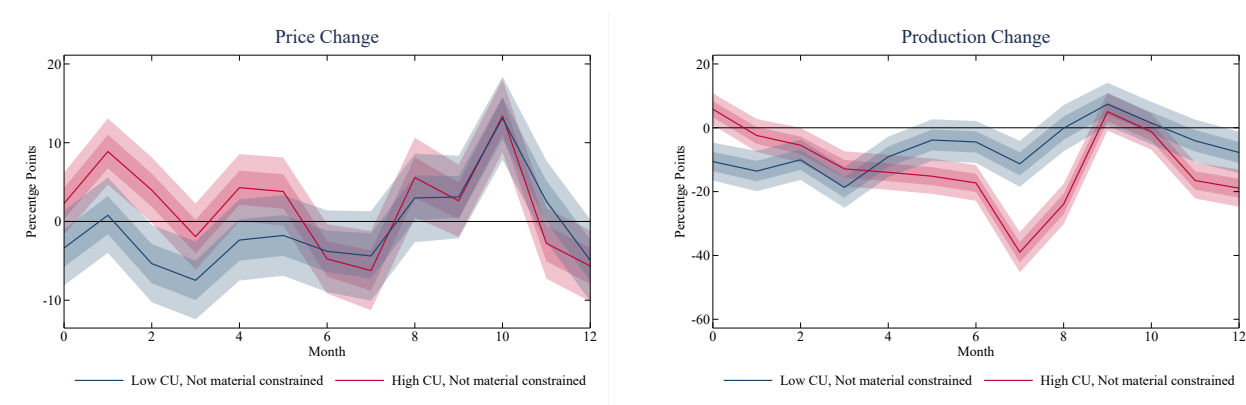 Price Change
20
10
0
-10
Percentage Points
0 2 4 6 8 10 12
Month
Low CU, Not material constrained High CU, Not material constrained
Production Change
20
0
-20
-40
-60
Percentage Points
0 2 4 6 8 10 12
Month
Low CU, Not material constrained High CU, Not material constrained